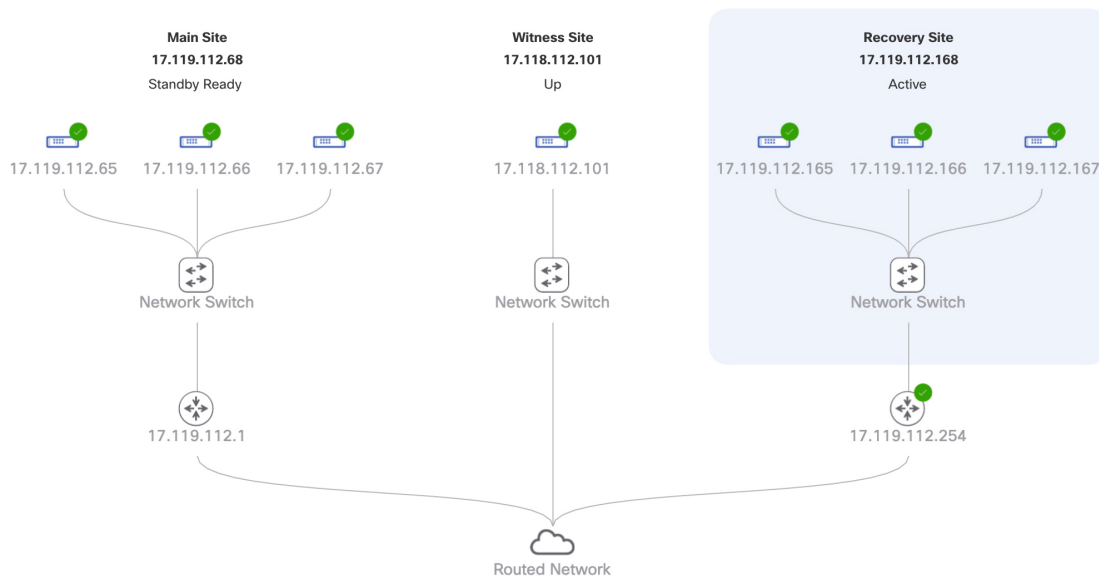 Main Site
17.119.112.68
Standby Ready
Witness Site
17.118.112.101
Up
Recovery Site
17.119.112.168
Active
17.119.112.65
17.119.112.66
17.119.112.67
17.118.112.101
17.119.112.165
17.119.112.166
17.119.112.167
Network Switch
Network Switch
Network Switch
17.119.112.1
17.119.112.254
Routed Network